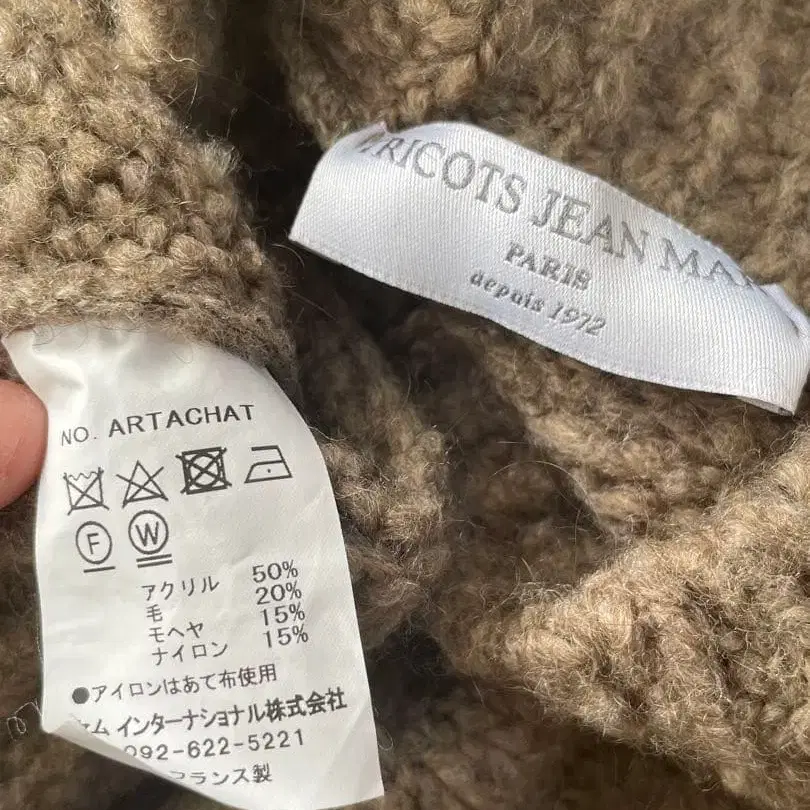 TRICOTS JEAN MA
PARIS
depuis 1972
NO. ARTACHAT
F W
アクリル 50%
毛 20%
モヘヤ 15%
ナイロン 15%
●アイロンはあて布使用
ム インターナショナル株式会社
092-622-5221
フランス製